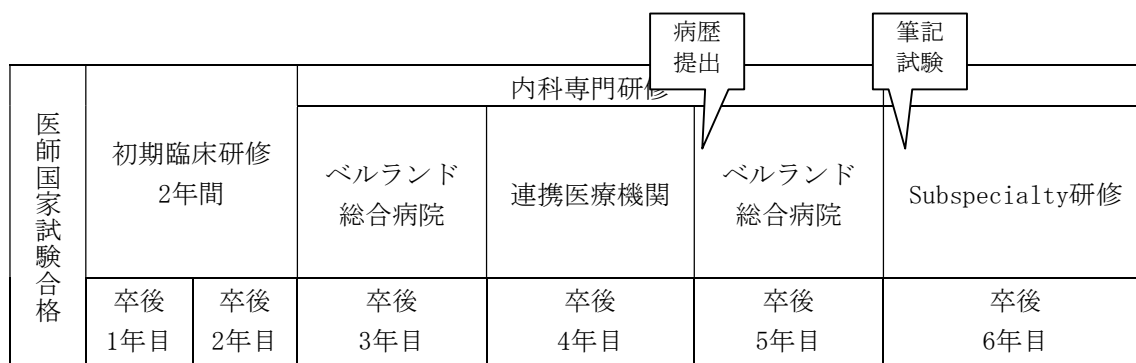 病歴
提出
筆記
試験
内科専門研修
医師国家試験合格
初期臨床研修
2年間
ベルランド
総合病院
連携医療機関
ベルランド
総合病院
Subspecialty研修
卒後
1年目
卒後
2年目
卒後
3年目
卒後
4年目
卒後
5年目
卒後
6年目